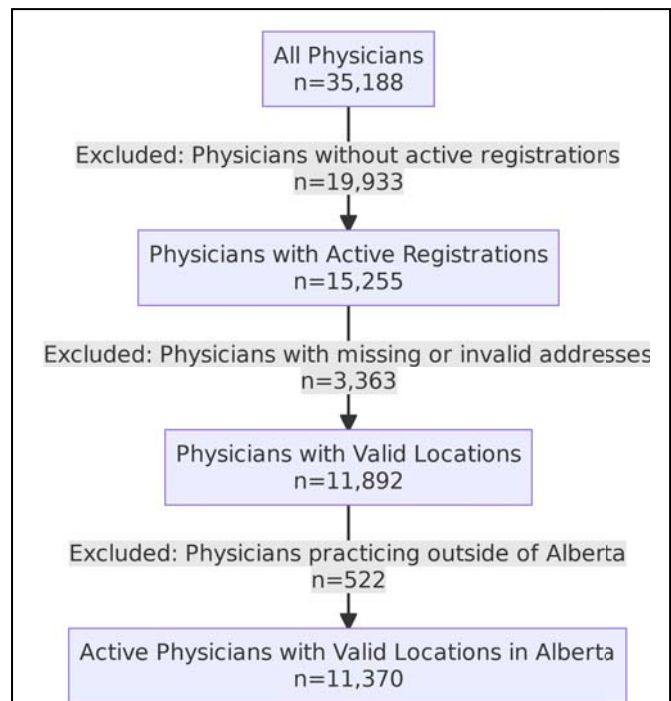 All Physicians
n=35,188
Excluded: Physicians without active registrations
n=19,933
Physicians with Active Registrations
n=15,255
Excluded: Physicians with missing or invalid addresses
n=3,363
Physicians with Valid Locations
n=11,892
Excluded: Physicians practicing outside of Alberta
n=522
Active Physicians with Valid Locations in Alberta
n=11,370